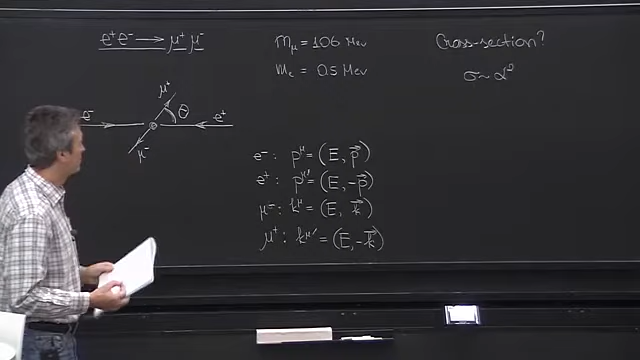 e⁺e⁻ → μ⁺μ⁻
m_μ = 106 MeV
m_e = 0.5 MeV
Cross-section?
σ ~ α²
μ⁺
θ
e⁻
e⁺
μ⁻
e⁻: p^μ = (E, p⃗)
e⁺: p^μ′ = (E, -p⃗)
μ⁻: k^μ = (E, k⃗)
μ⁺: k^μ′ = (E, -k⃗)